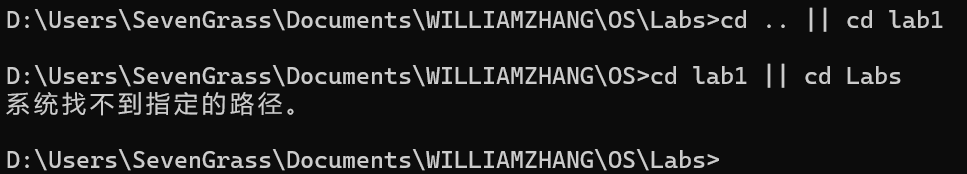 D:\Users\SevenGrass\Documents\WILLIAMZHANG\OS\Labs>cd .. || cd lab1
D:\Users\SevenGrass\Documents\WILLIAMZHANG\OS>cd lab1 || cd Labs
系统找不到指定的路径。
D:\Users\SevenGrass\Documents\WILLIAMZHANG\OS\Labs>